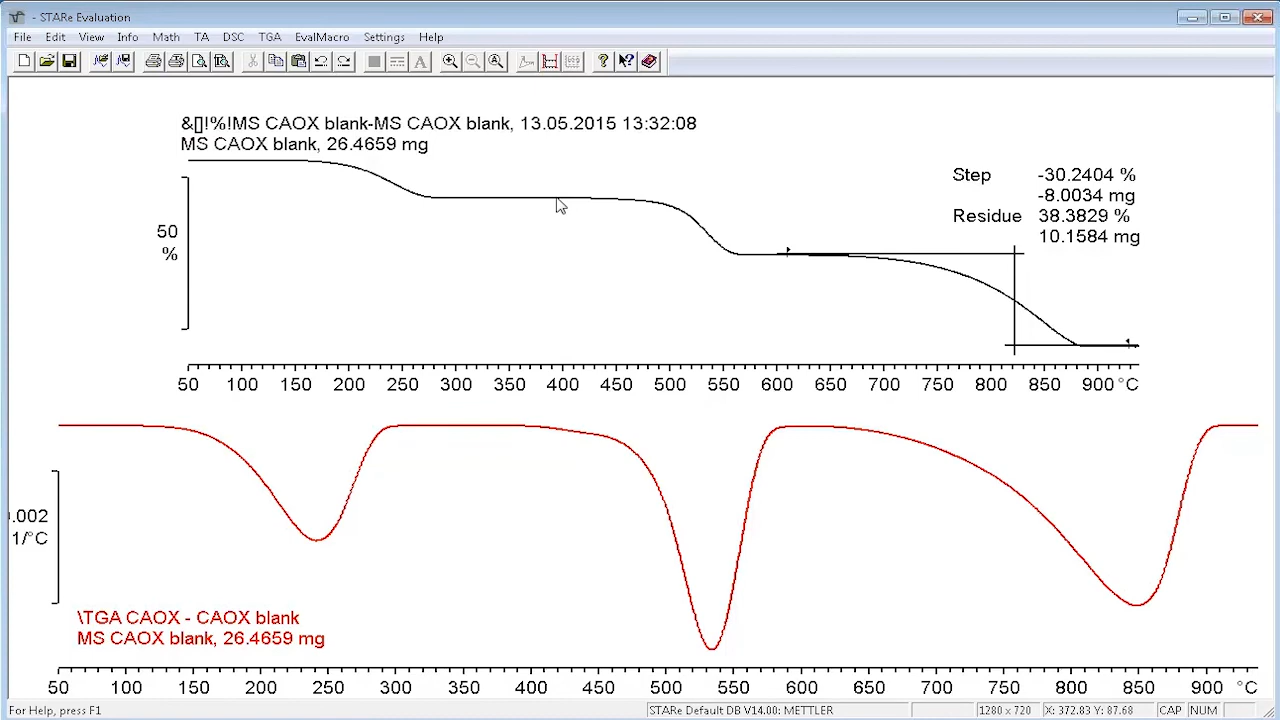 - STARe Evaluation
File Edit View Info Math TA DSC TGA EvalMacro Settings Help
&[]!%!MS CAOX blank-MS CAOX blank, 13.05.2015 13:32:08
MS CAOX blank, 26.4659 mg
Step -30.2404 %
-8.0034 mg
Residue 38.3829 %
10.1584 mg
50
%
50 100 150 200 250 300 350 400 450 500 550 600 650 700 750 800 850 900 °C
.002
1/°C
\TGA CAOX - CAOX blank
MS CAOX blank, 26.4659 mg
50 100 150 200 250 300 350 400 450 500 550 600 650 700 750 800 850 900 °C
For Help, press F1 STARe Default DB V14.00: METTLER 1280 x 720 X: 372.83 Y: 87.68 CAP NUM